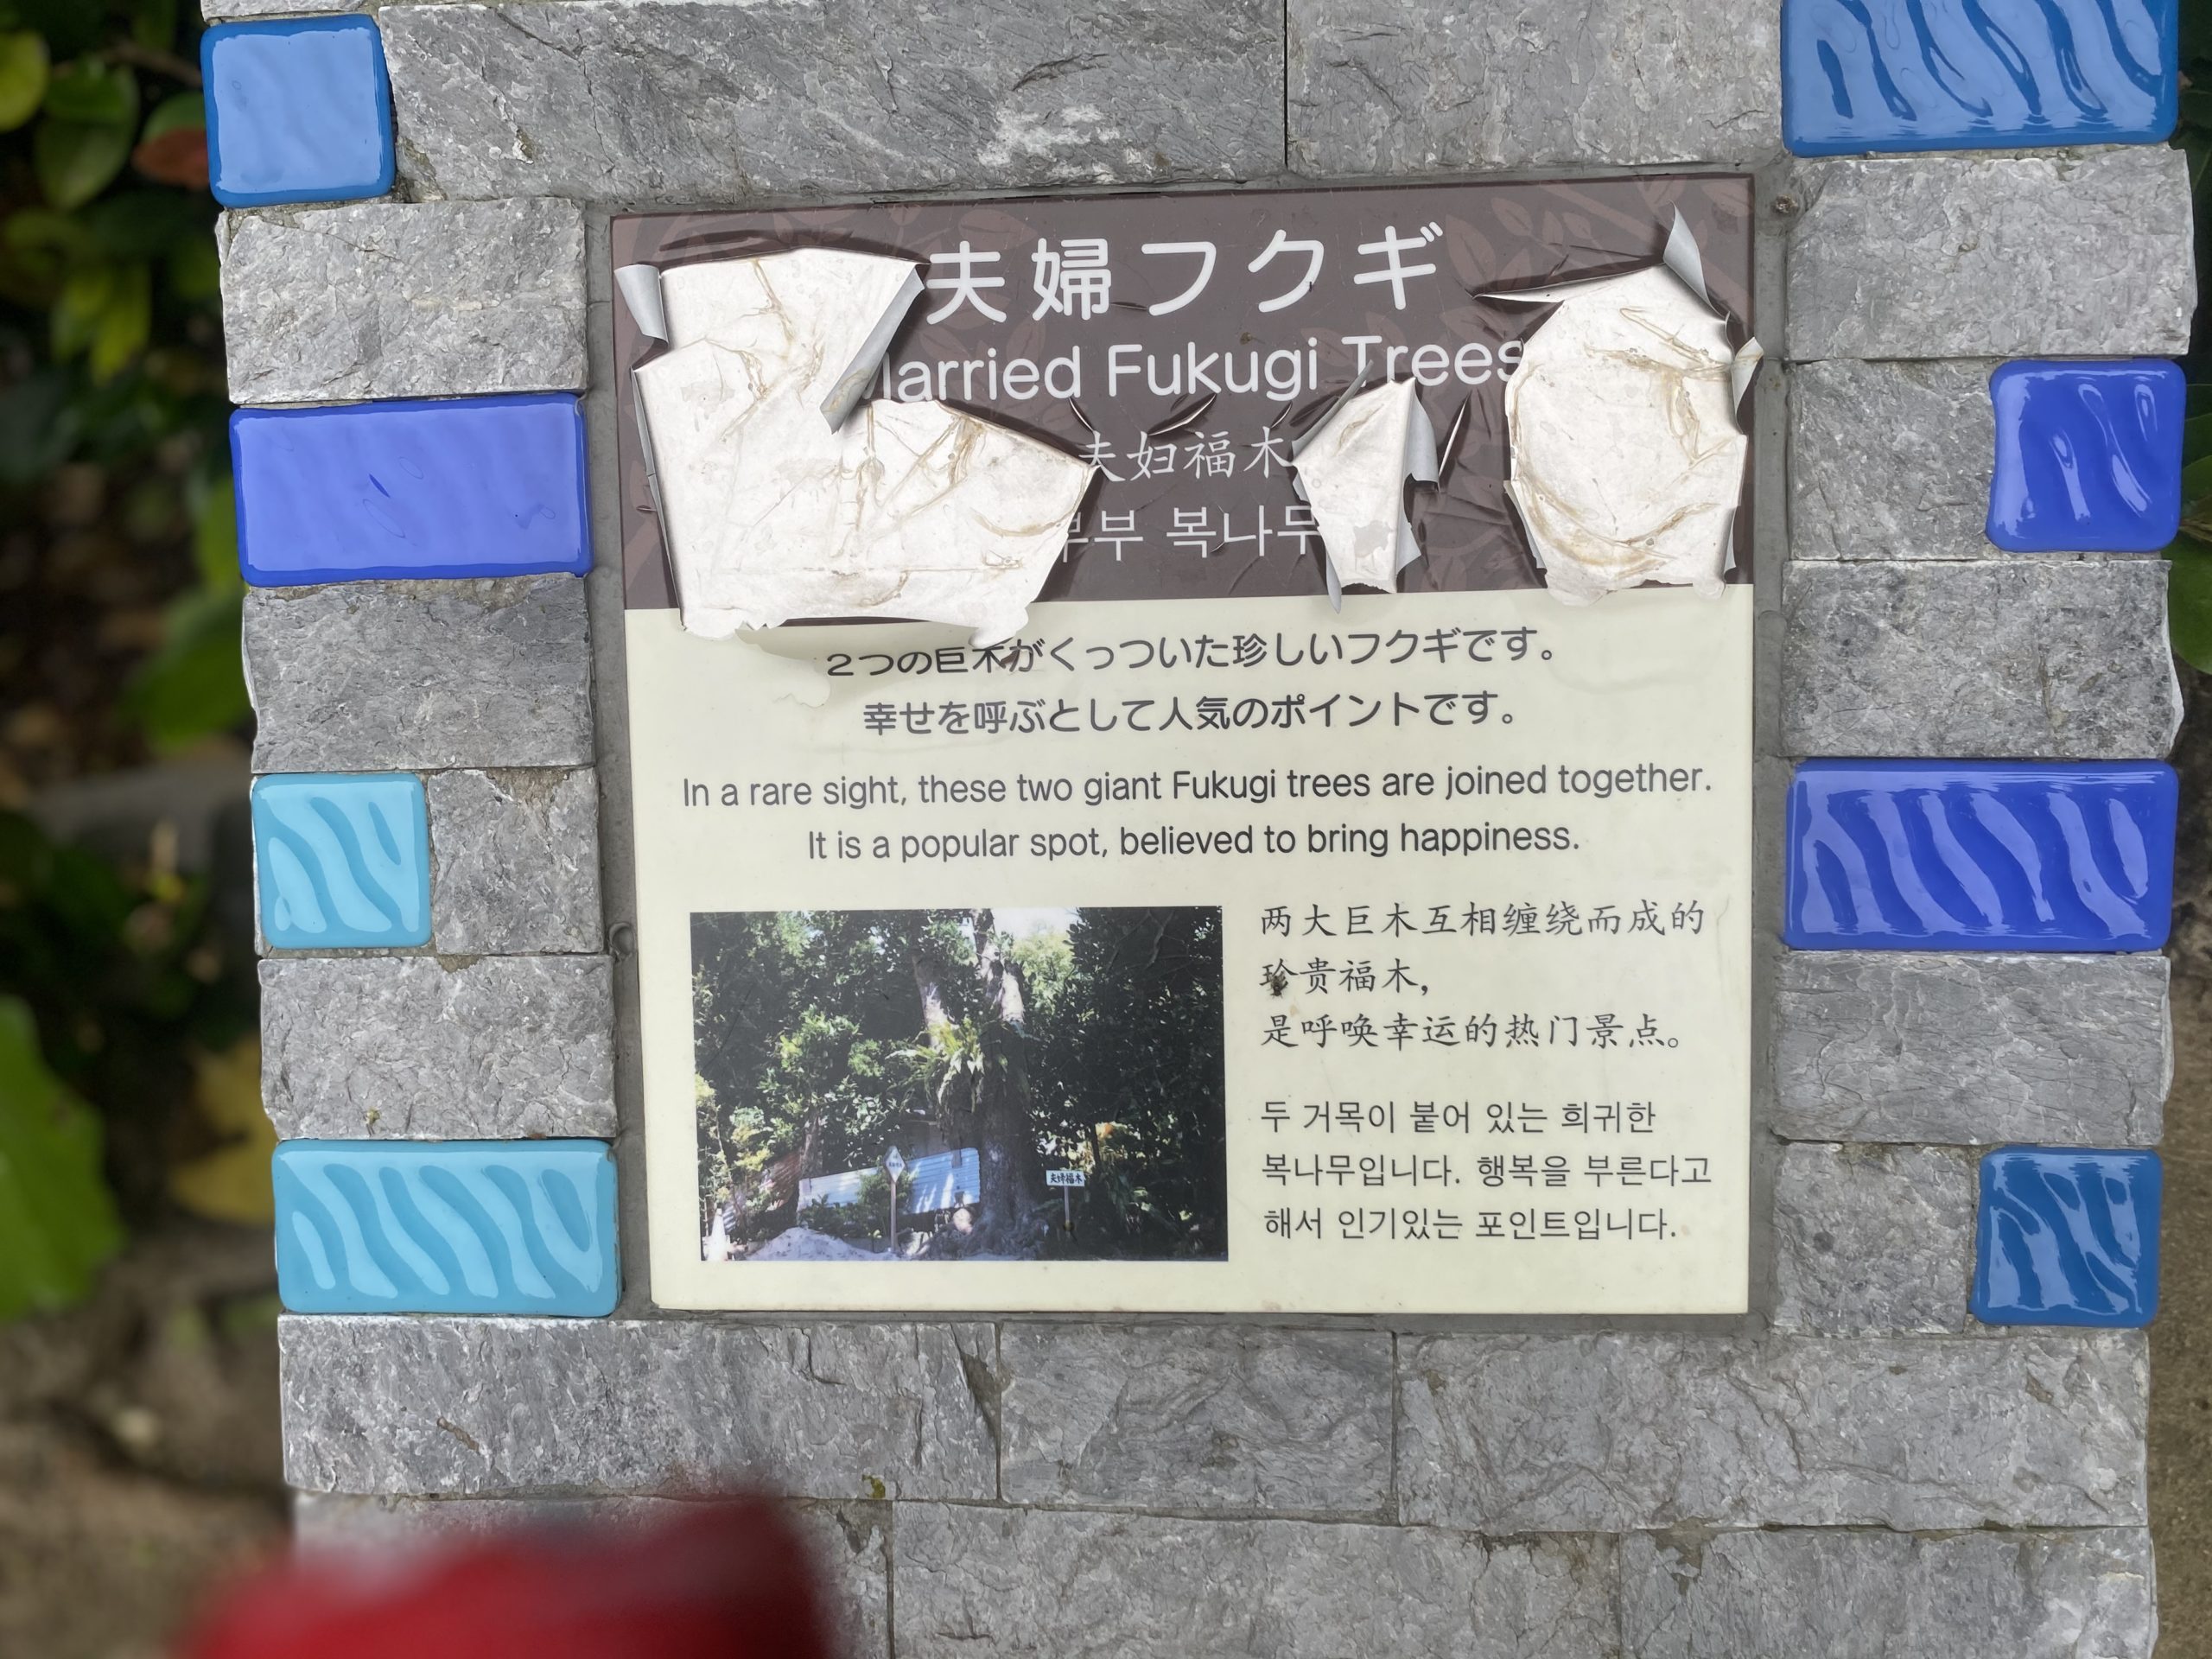 夫婦フクギ
Married Fukugi Trees
夫妇福木
부부 복나무
２つの巨木がくっついた珍しいフクギです。
幸せを呼ぶとして人気のポイントです。
In a rare sight, these two giant Fukugi trees are joined together.
It is a popular spot, believed to bring happiness.
两大巨木互相缠绕而成的
珍贵福木，
是呼唤幸运的热门景点。
두 거목이 붙어 있는 희귀한
복나무입니다. 행복을 부른다고
해서 인기있는 포인트입니다.
夫婦福木